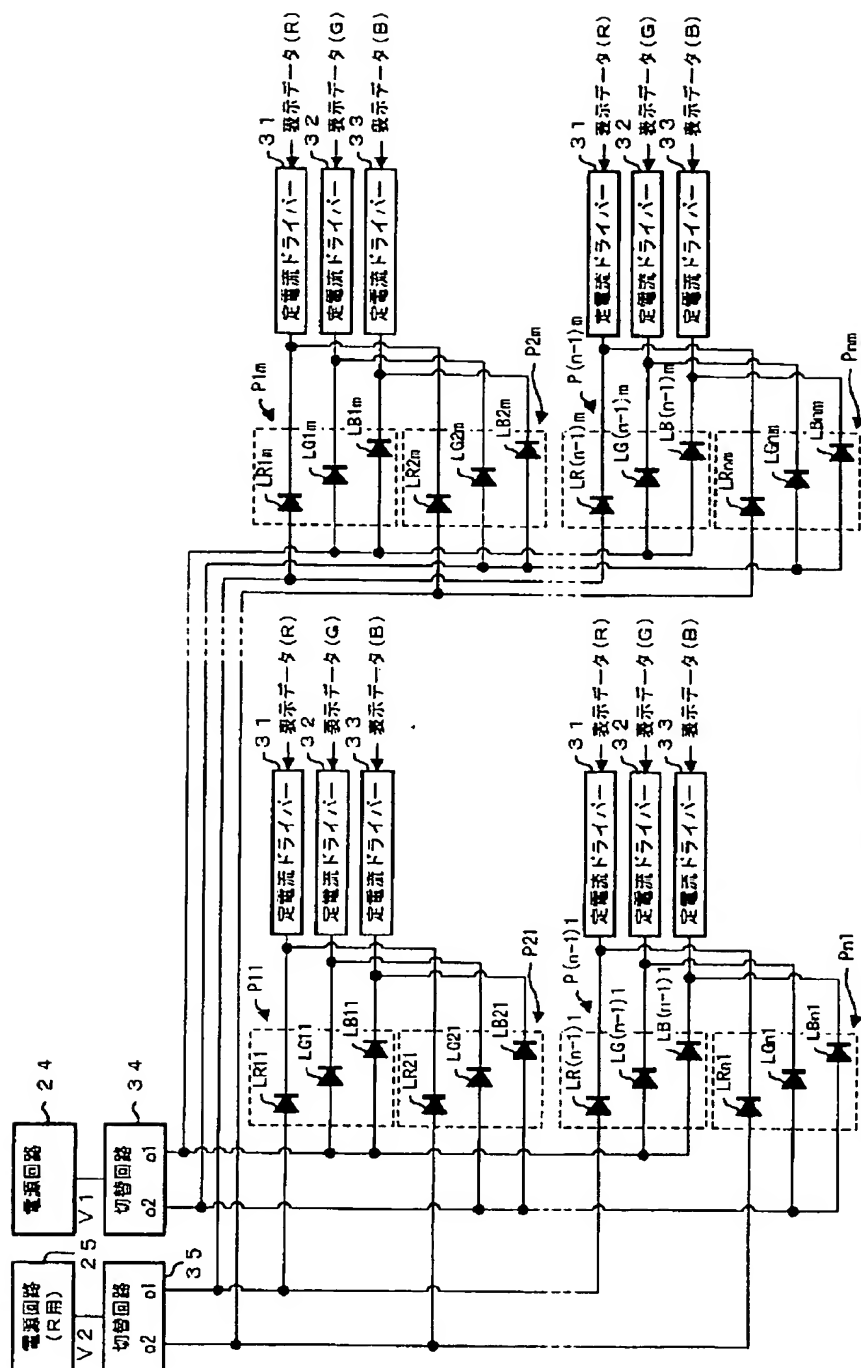 電源回路
24
V1
切替回路
34
o2
o1
電源回路
(R用)
25
V2
切替回路
35
o2
o1
P11
LR11
LG11
LB11
定電流ドライバー
31
表示データ(R)
定電流ドライバー
32
表示データ(G)
定電流ドライバー
33
表示データ(B)
LR21
LG21
LB21
P21
P(n-1)1
LR(n-1)1
LG(n-1)1
LB(n-1)1
定電流ドライバー
31
表示データ(R)
定電流ドライバー
32
表示データ(G)
定電流ドライバー
33
表示データ(B)
LRn1
LGn1
LBn1
Pn1
P1m
LR1m
LG1m
LB1m
定電流ドライバー
31
表示データ(R)
定電流ドライバー
32
表示データ(G)
定電流ドライバー
33
表示データ(B)
LR2m
LG2m
LB2m
P2m
P(n-1)m
LR(n-1)m
LG(n-1)m
LB(n-1)m
定電流ドライバー
31
表示データ(R)
定電流ドライバー
32
表示データ(G)
定電流ドライバー
33
表示データ(B)
LRnm
LGnm
LBnm
Pnm